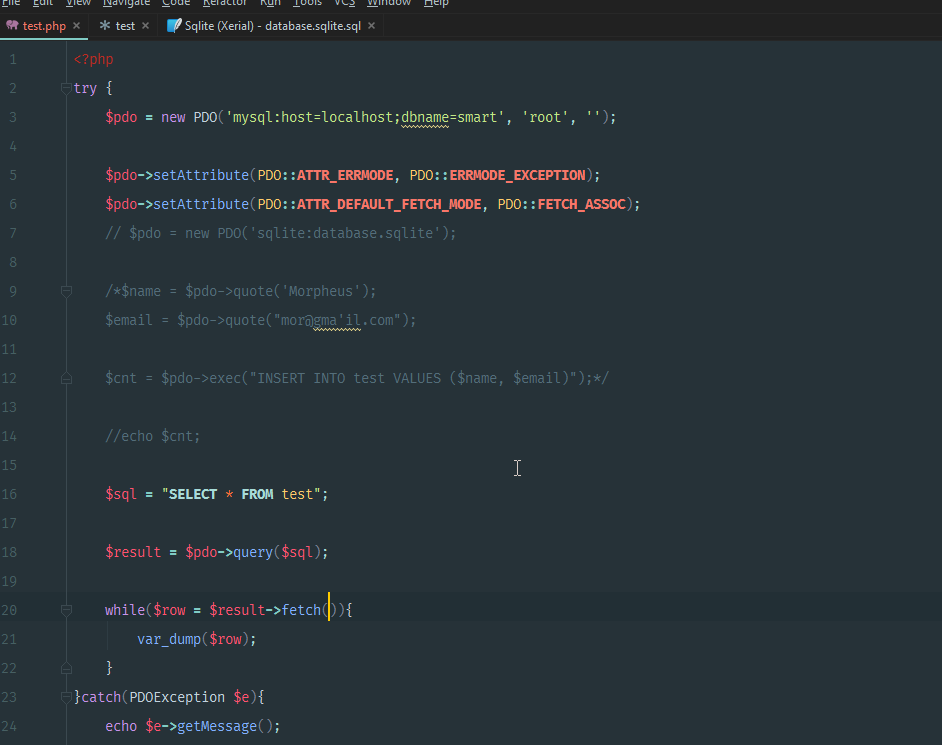 File Edit View Navigate Code Refactor Run Tools VCS Window Help
test.php × test × Sqlite (Xerial) - database.sqlite.sql ×
1 <?php
2 try {
3 $pdo = new PDO('mysql:host=localhost;dbname=smart', 'root', '');
4
5 $pdo->setAttribute(PDO::ATTR_ERRMODE, PDO::ERRMODE_EXCEPTION);
6 $pdo->setAttribute(PDO::ATTR_DEFAULT_FETCH_MODE, PDO::FETCH_ASSOC);
7 // $pdo = new PDO('sqlite:database.sqlite');
8
9 /*$name = $pdo->quote('Morpheus');
10 $email = $pdo->quote("mor@gma'il.com");
11
12 $cnt = $pdo->exec("INSERT INTO test VALUES ($name, $email)");*/
13
14 //echo $cnt;
15
16 $sql = "SELECT * FROM test";
17
18 $result = $pdo->query($sql);
19
20 while($row = $result->fetch()){
21 var_dump($row);
22 }
23 }catch(PDOException $e){
24 echo $e->getMessage();